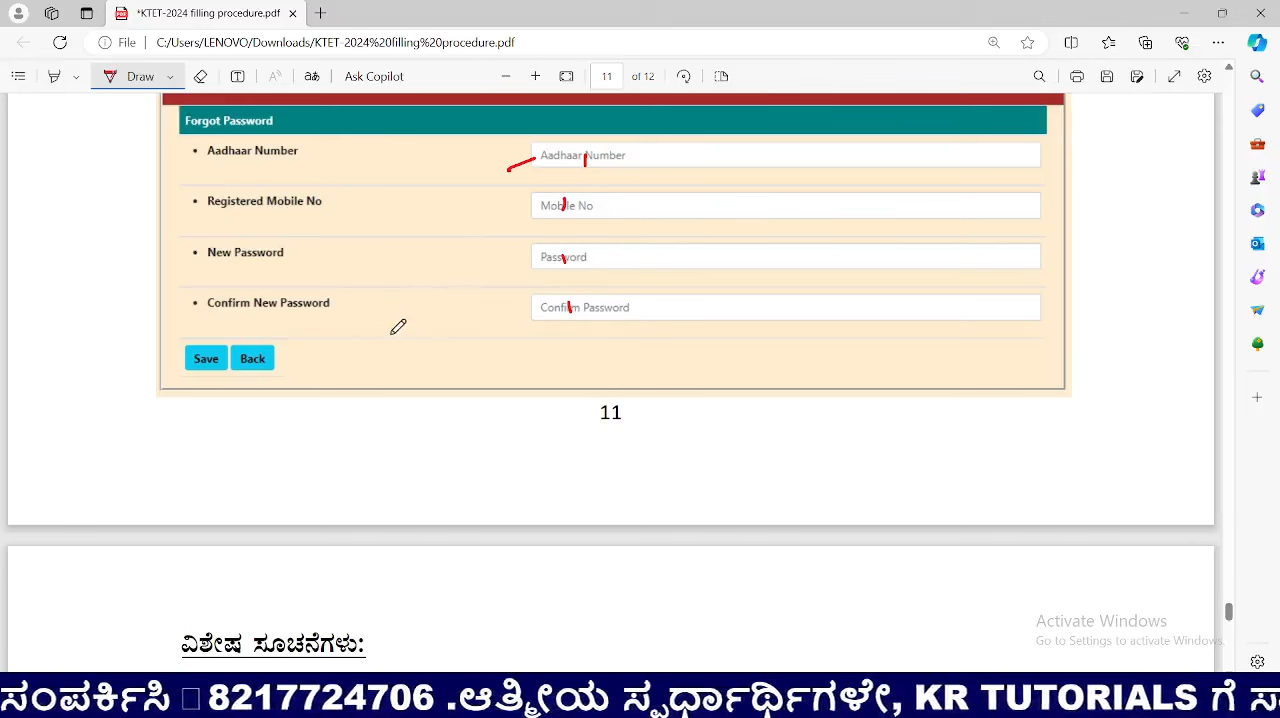 *KTET-2024 filling procedure.pdf
File C:/Users/LENOVO/Downloads/KTET-2024%20filling%20procedure.pdf
Draw Ask Copilot 11 of 12
Forgot Password
Aadhaar Number Aadhaar Number
Registered Mobile No Mobile No
New Password Password
Confirm New Password Confirm Password
Save Back
11
Activate Windows
Go to Settings to activate Windows.
ವಿಶೇಷ ಸೂಚನೆಗಳು:
ಸಂಪರ್ಕಿಸಿ 8217724706 .ಆತ್ಮೀಯ ಸ್ಪರ್ಧಾರ್ಥಿಗಳೇ, KR TUTORIALS ಗೆ